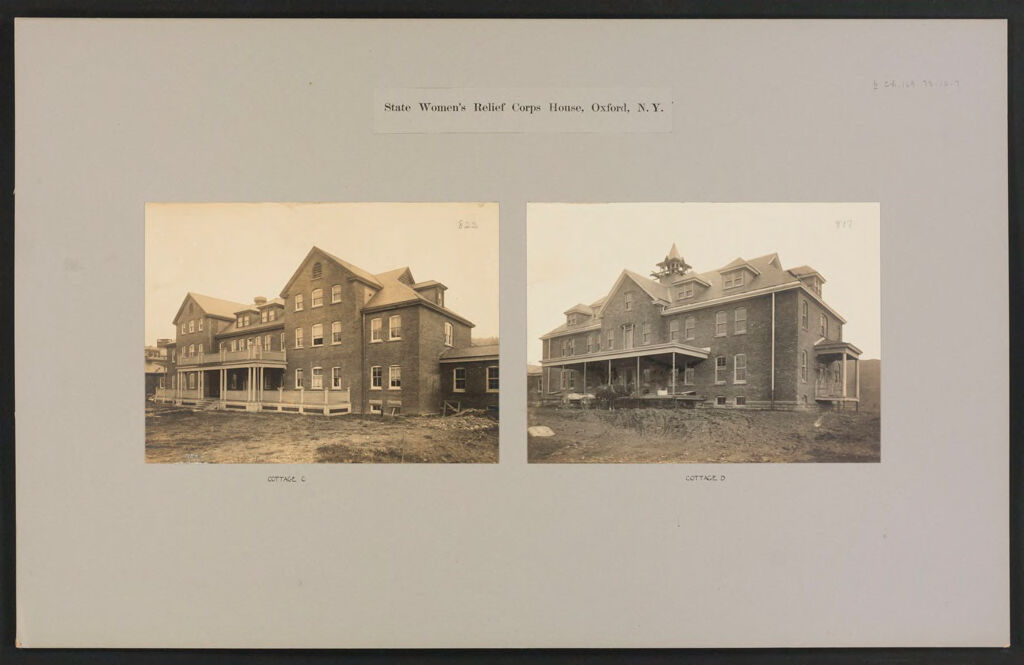 State Women's Relief Corps House, Oxford, N.Y.
822
817
COTTAGE C
COTTAGE D